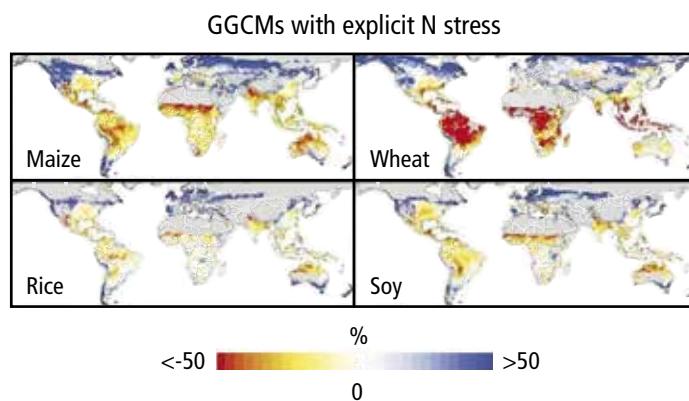 GGCMs with explicit N stress
Maize
Wheat
Rice
Soy
%
<-50
>50
0